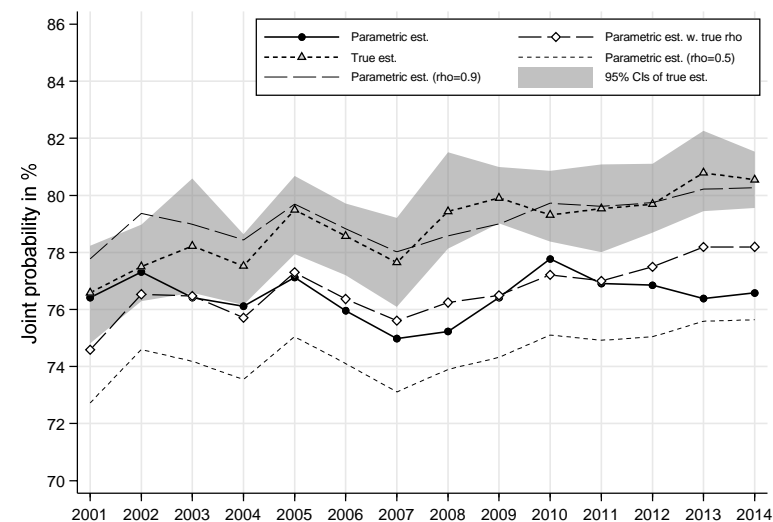 Parametric est.
Parametric est. w. true rho
True est.
Parametric est. (rho=0.5)
Parametric est. (rho=0.9)
95% CIs of true est.
Joint probability in %
86
84
82
80
78
76
74
72
70
2001 2002 2003 2004 2005 2006 2007 2008 2009 2010 2011 2012 2013 2014